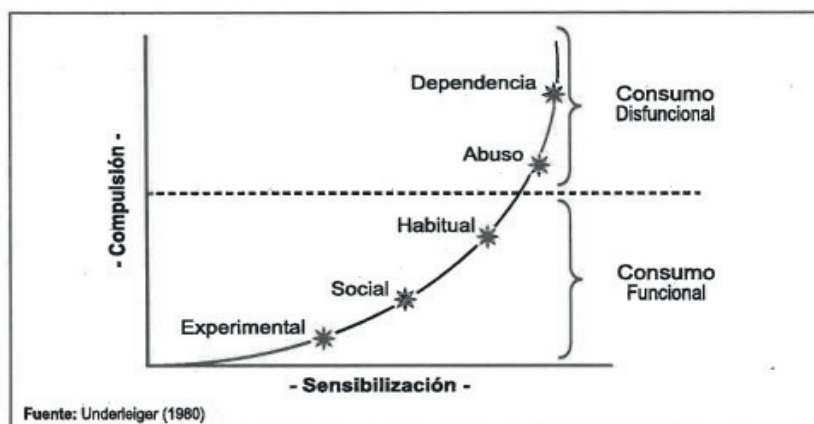 Dependencia
Consumo
Disfuncional
Abuso
- Compulsión -
Habitual
Social
Consumo
Funcional
Experimental
- Sensibilización -
Fuente: Underleiger (1980)